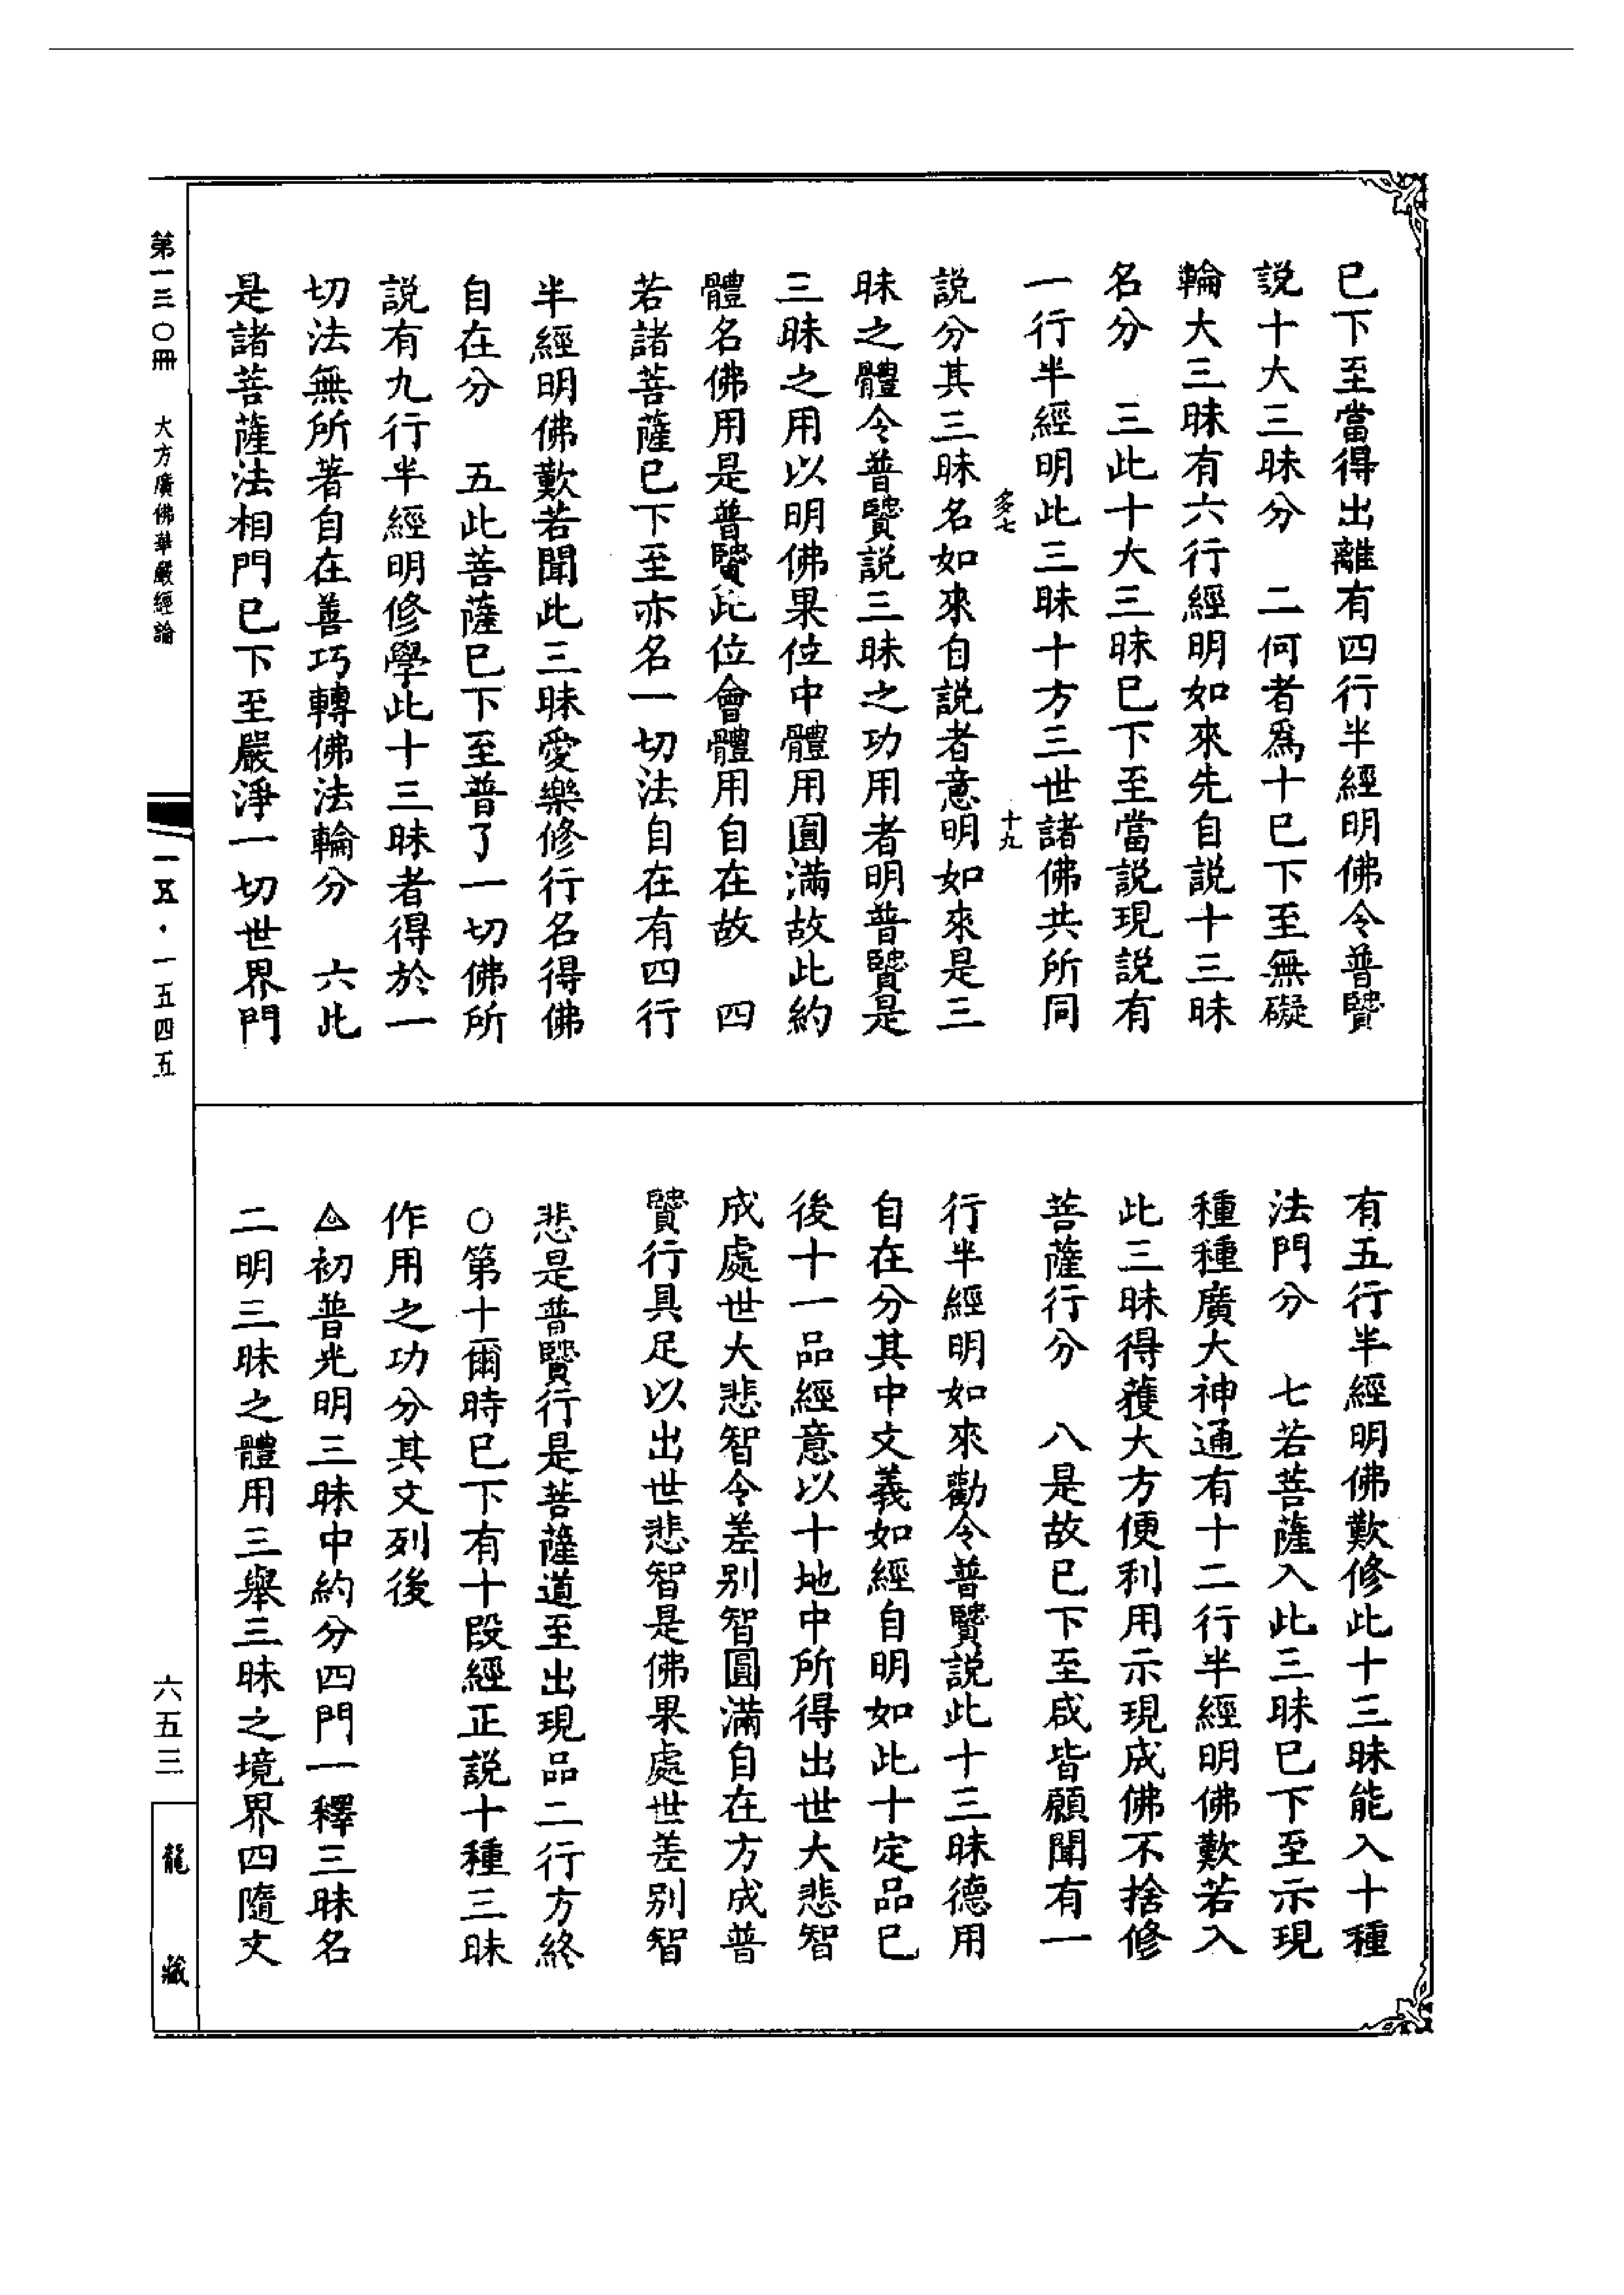 已下至當得出離有四行半經明佛令普賢
說十大三昧分　二何者為十已下至無礙
輪大三昧有六行經明如來先自說十三昧
名分　三此十大三昧已下至當說現說有
一行半經明此三昧十方三世諸佛共所同
多七　十九
說分其三昧名如來自說者意明如來是三
昧之體令普賢說三昧之功用者明普賢是
三昧之用以明佛果位中體用圓滿故此約
體名佛用是普賢此位會體用自在故　四
若諸菩薩已下至亦名一切法自在有四行
半經明佛歎若聞此三昧愛樂修行名得佛
自在分　五此菩薩已下至普了一切佛所
說有九行半經明修學此十三昧者得於一
切法無所著自在善巧轉佛法輪分　六此
是諸菩薩法相門已下至嚴淨一切世界門
有五行半經明佛歎修此十三昧能入十種
法門分　七若菩薩入此三昧已下至示現
種種廣大神通有十二行半經明佛歎若入
此三昧得獲大方便利用示現成佛不捨修
菩薩行分　八是故已下至咸皆願聞有一
行半經明如來勸令普賢說此十三昧德用
自在分其中文義如經自明如此十定品已
後十一品經意以十地中所得出世大悲智
成處世大悲智令差别智圓滿自在方成普
賢行具足以出世悲智是佛果處世差别智
悲是普賢行是菩薩道至出現品二行方終
○第十爾時已下有十段經正說十種三昧
作用之功分其文列後
△初普光明三昧中約分四門一釋三昧名
二明三昧之體用三舉三昧之境界四隨文
第一三〇冊　大方廣佛華嚴經論
一五·一五四五
六五三
龍藏